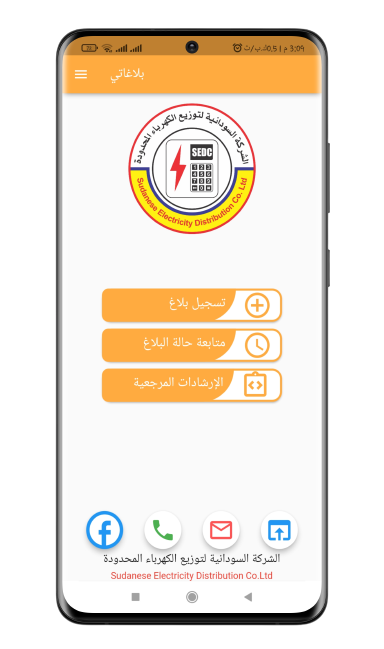 3:09 م | 0.5ك.ب/ث
بلاغاتي
الشركة السودانية لتوزيع الكهرباء المحدودة
SEDC
Sudanese Electricity Distribution Co. Ltd
تسجيل بلاغ
متابعة حالة البلاغ
الإرشادات المرجعية
الشركة السودانية لتوزيع الكهرباء المحدودة
Sudanese Electricity Distribution Co.Ltd